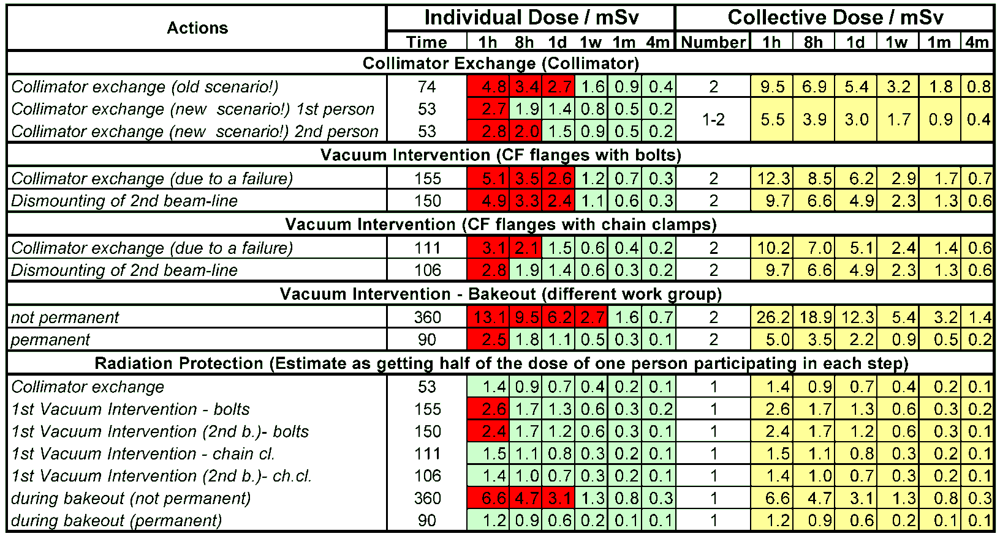 Actions Individual Dose / mSv Collective Dose / mSv
Time 1h 8h 1d 1w 1m 4m Number 1h 8h 1d 1w 1m 4m
Collimator Exchange (Collimator)
Collimator exchange (old scenario!) 74 4.8 3.4 2.7 1.6 0.9 0.4 2 9.5 6.9 5.4 3.2 1.8 0.8
Collimator exchange (new scenario!) 1st person 53 2.7 1.9 1.4 0.8 0.5 0.2 1-2 5.5 3.9 3.0 1.7 0.9 0.4
Collimator exchange (new scenario!) 2nd person 53 2.8 2.0 1.5 0.9 0.5 0.2
Vacuum Intervention (CF flanges with bolts)
Collimator exchange (due to a failure) 155 5.1 3.5 2.6 1.2 0.7 0.3 2 12.3 8.5 6.2 2.9 1.7 0.7
Dismounting of 2nd beam-line 150 4.9 3.3 2.4 1.1 0.6 0.3 2 9.7 6.6 4.9 2.3 1.3 0.6
Vacuum Intervention (CF flanges with chain clamps)
Collimator exchange (due to a failure) 111 3.1 2.1 1.5 0.6 0.4 0.2 2 10.2 7.0 5.1 2.4 1.4 0.6
Dismounting of 2nd beam-line 106 2.8 1.9 1.4 0.6 0.3 0.2 2 9.7 6.6 4.9 2.3 1.3 0.6
Vacuum Intervention - Bakeout (different work group)
not permanent 360 13.1 9.5 6.2 2.7 1.6 0.7 2 26.2 18.9 12.3 5.4 3.2 1.4
permanent 90 2.5 1.8 1.1 0.5 0.3 0.1 2 5.0 3.5 2.2 0.9 0.5 0.2
Radiation Protection (Estimate as getting half of the dose of one person participating in each step)
Collimator exchange 53 1.4 0.9 0.7 0.4 0.2 0.1 1 1.4 0.9 0.7 0.4 0.2 0.1
1st Vacuum Intervention - bolts 155 2.6 1.7 1.3 0.6 0.3 0.2 1 2.6 1.7 1.3 0.6 0.3 0.2
1st Vacuum Intervention (2nd b.)- bolts 150 2.4 1.7 1.2 0.6 0.3 0.1 1 2.4 1.7 1.2 0.6 0.3 0.1
1st Vacuum Intervention - chain cl. 111 1.5 1.1 0.8 0.3 0.2 0.1 1 1.5 1.1 0.8 0.3 0.2 0.1
1st Vacuum Intervention (2nd b.)- ch.cl. 106 1.4 1.0 0.7 0.3 0.2 0.1 1 1.4 1.0 0.7 0.3 0.2 0.1
during bakeout (not permanent) 360 6.6 4.7 3.1 1.3 0.8 0.3 1 6.6 4.7 3.1 1.3 0.8 0.3
during bakeout (permanent) 90 1.2 0.9 0.6 0.2 0.1 0.1 1 1.2 0.9 0.6 0.2 0.1 0.1